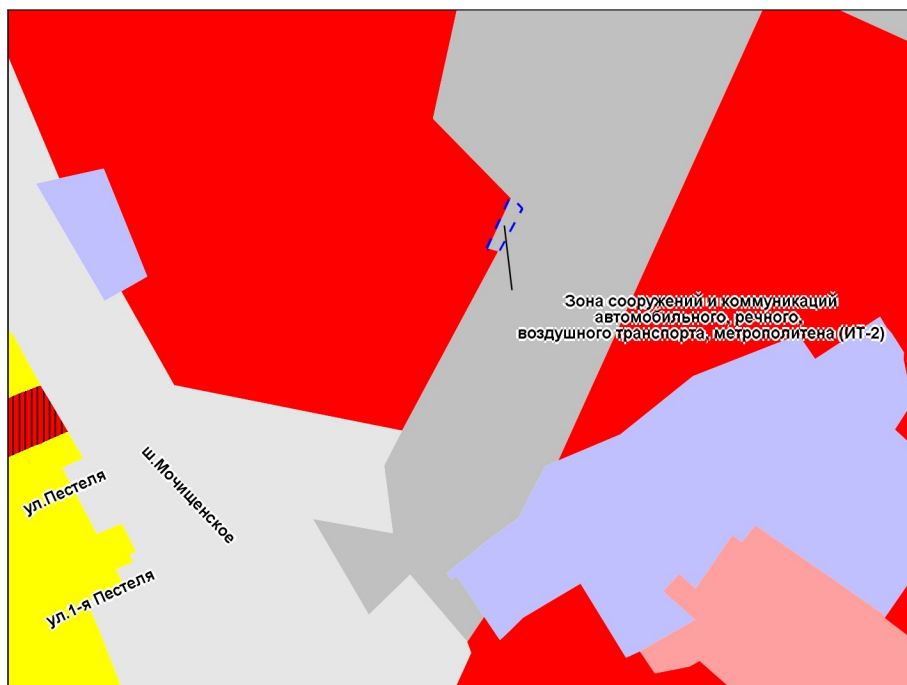 Зона сооружений и коммуникаций
автомобильного, речного,
воздушного транспорта, метрополитена (ИТ-2)
ш.Мочищенское
ул.Пестеля
ул.1-я Пестеля